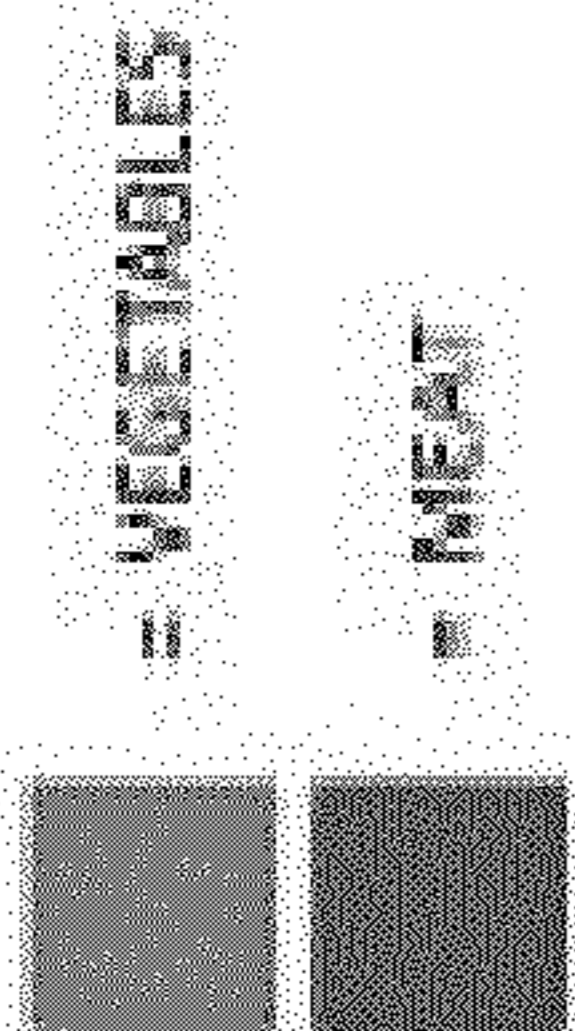 = VEGETABLES
= MEAT